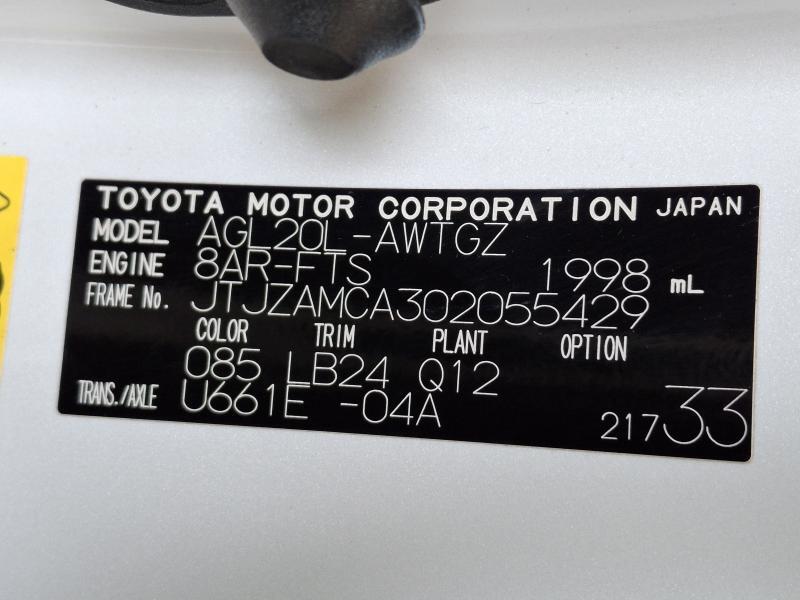 TOYOTA MOTOR CORPORATION JAPAN
MODEL AGL20L-AWTGZ
ENGINE 8AR-FTS 1998 mL
FRAME No. JTJZAMCA302055429
COLOR TRIM PLANT OPTION
085 LB24 Q12
TRANS./AXLE U661E -04A
21733